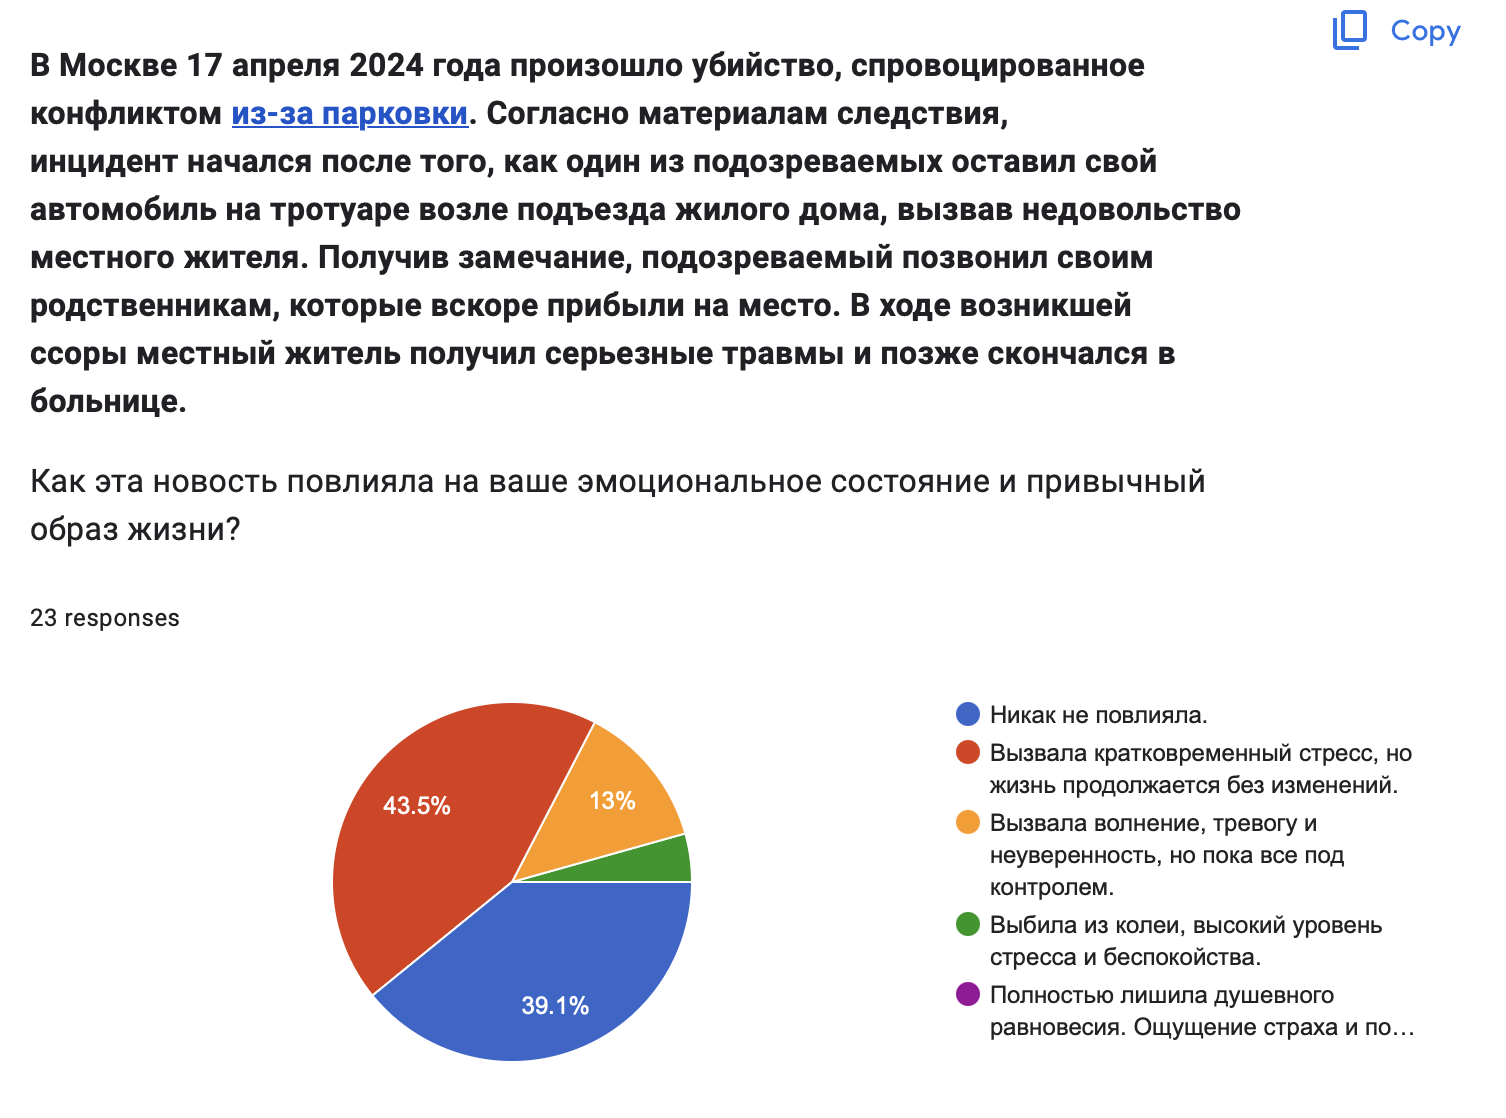 Copy
В Москве 17 апреля 2024 года произошло убийство, спровоцированное
конфликтом из-за парковки. Согласно материалам следствия,
инцидент начался после того, как один из подозреваемых оставил свой
автомобиль на тротуаре возле подъезда жилого дома, вызвав недовольство
местного жителя. Получив замечание, подозреваемый позвонил своим
родственникам, которые вскоре прибыли на место. В ходе возникшей
ссоры местный житель получил серьезные травмы и позже скончался в
больнице.
Как эта новость повлияла на ваше эмоциональное состояние и привычный
образ жизни?
23 responses
43.5%
13%
39.1%
Никак не повлияла.
Вызвала кратковременный стресс, но
жизнь продолжается без изменений.
Вызвала волнение, тревогу и
неуверенность, но пока все под
контролем.
Выбила из колеи, высокий уровень
стресса и беспокойства.
Полностью лишила душевного
равновесия. Ощущение страха и по…